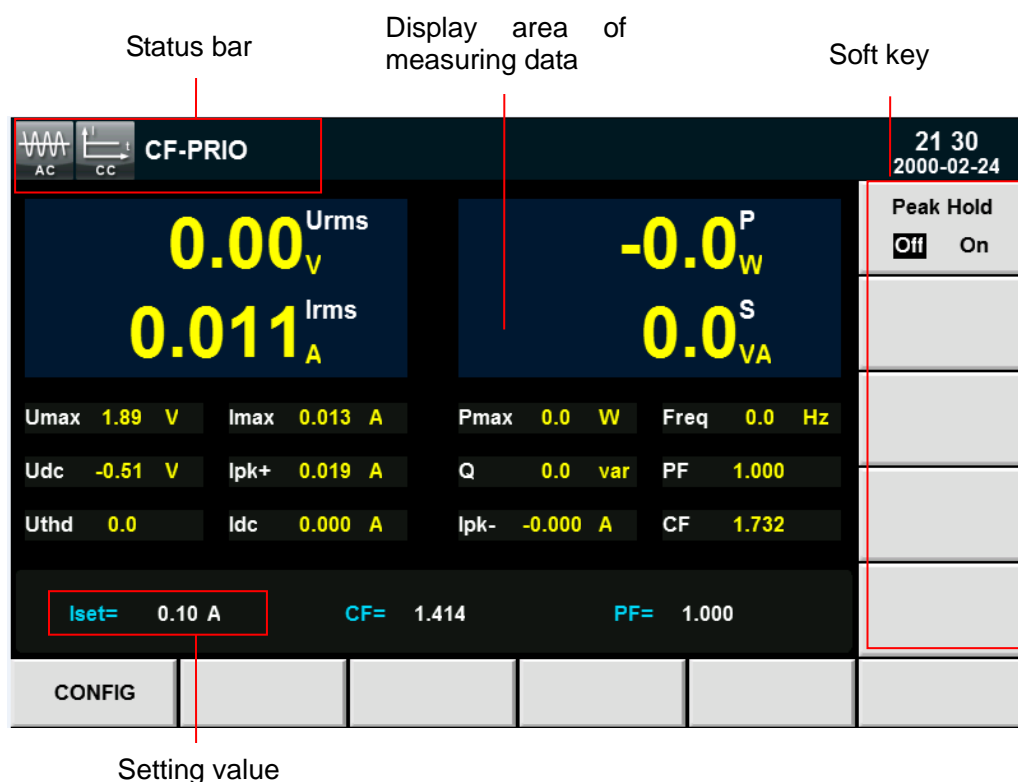 Status bar
Display area of
measuring data
Soft key
AC
I
t
CC
CF-PRIO
21 30
2000-02-24
0.00 Urms V
-0.0 P W
0.011 Irms A
0.0 S VA
Peak Hold
Off On
Umax 1.89 V Imax 0.013 A Pmax 0.0 W Freq 0.0 Hz
Udc -0.51 V Ipk+ 0.019 A Q 0.0 var PF 1.000
Uthd 0.0 Idc 0.000 A Ipk- -0.000 A CF 1.732
Iset= 0.10 A CF= 1.414 PF= 1.000
CONFIG
Setting value